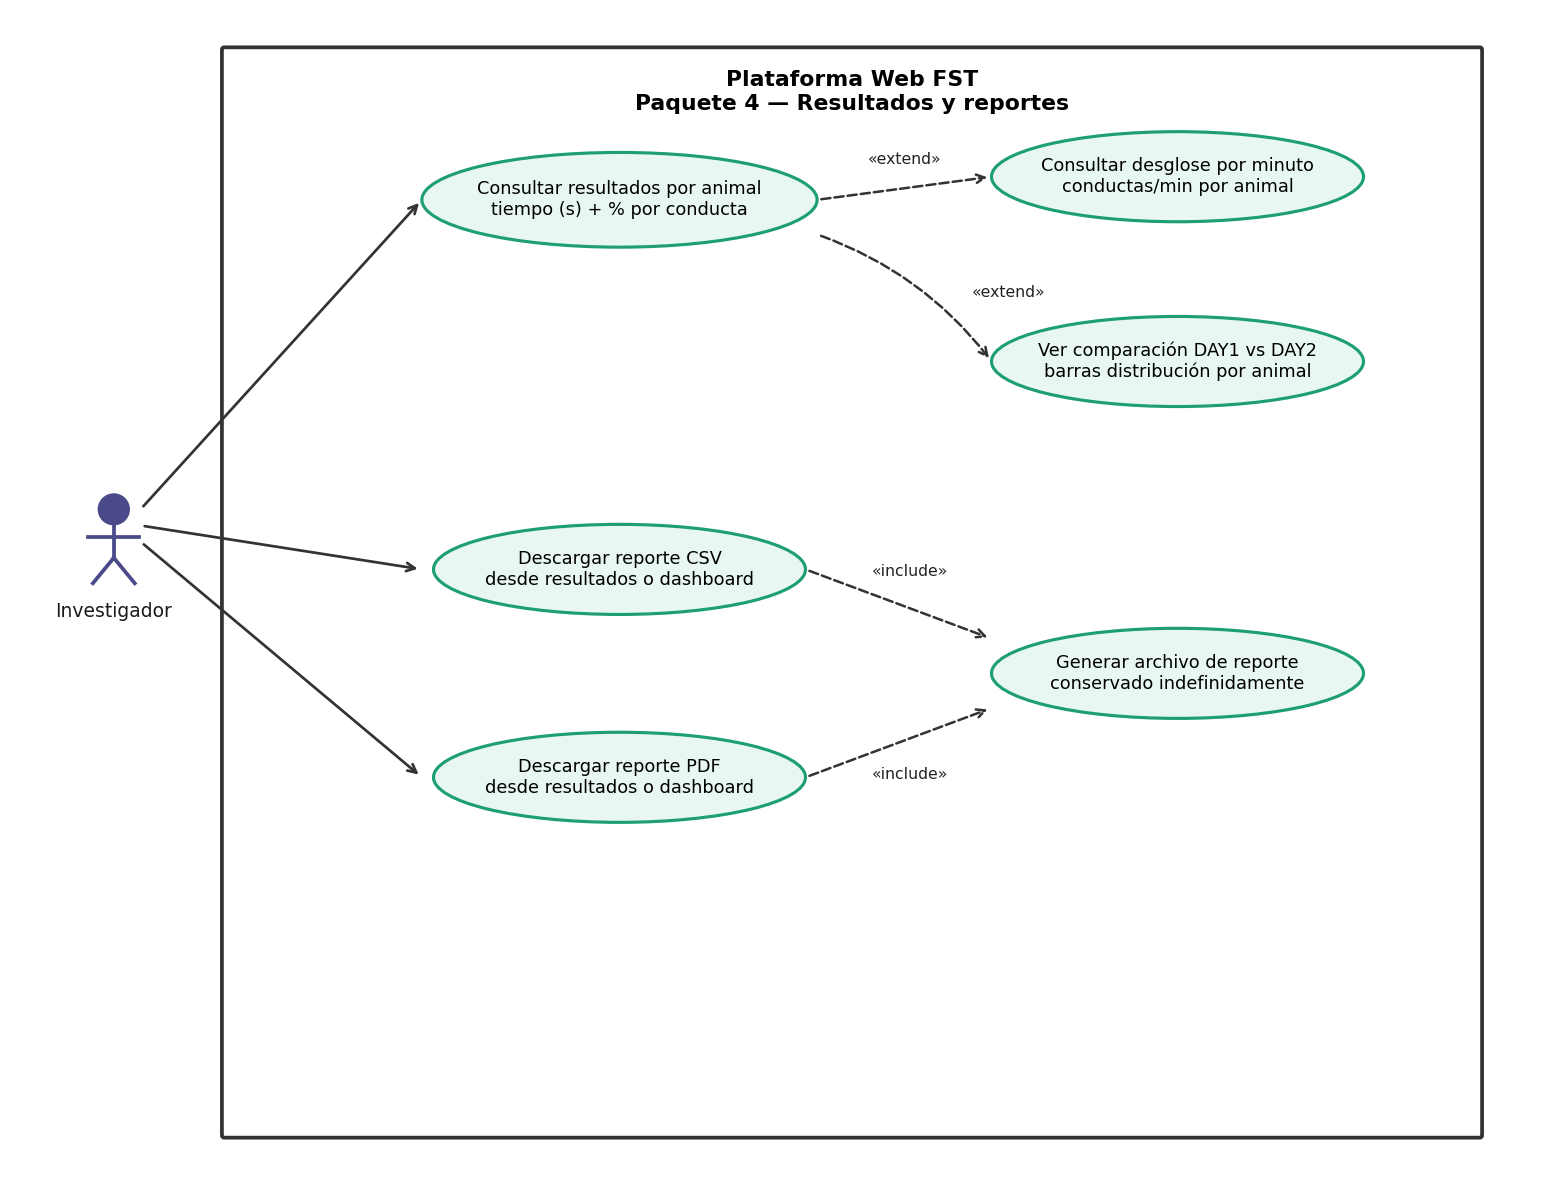 Plataforma Web FST
Paquete 4 — Resultados y reportes
Consultar resultados por animal
tiempo (s) + % por conducta
«extend»
Consultar desglose por minuto
conductas/min por animal
«extend»
Ver comparación DAY1 vs DAY2
barras distribución por animal
Investigador
Descargar reporte CSV
desde resultados o dashboard
«include»
Generar archivo de reporte
conservado indefinidamente
Descargar reporte PDF
desde resultados o dashboard
«include»